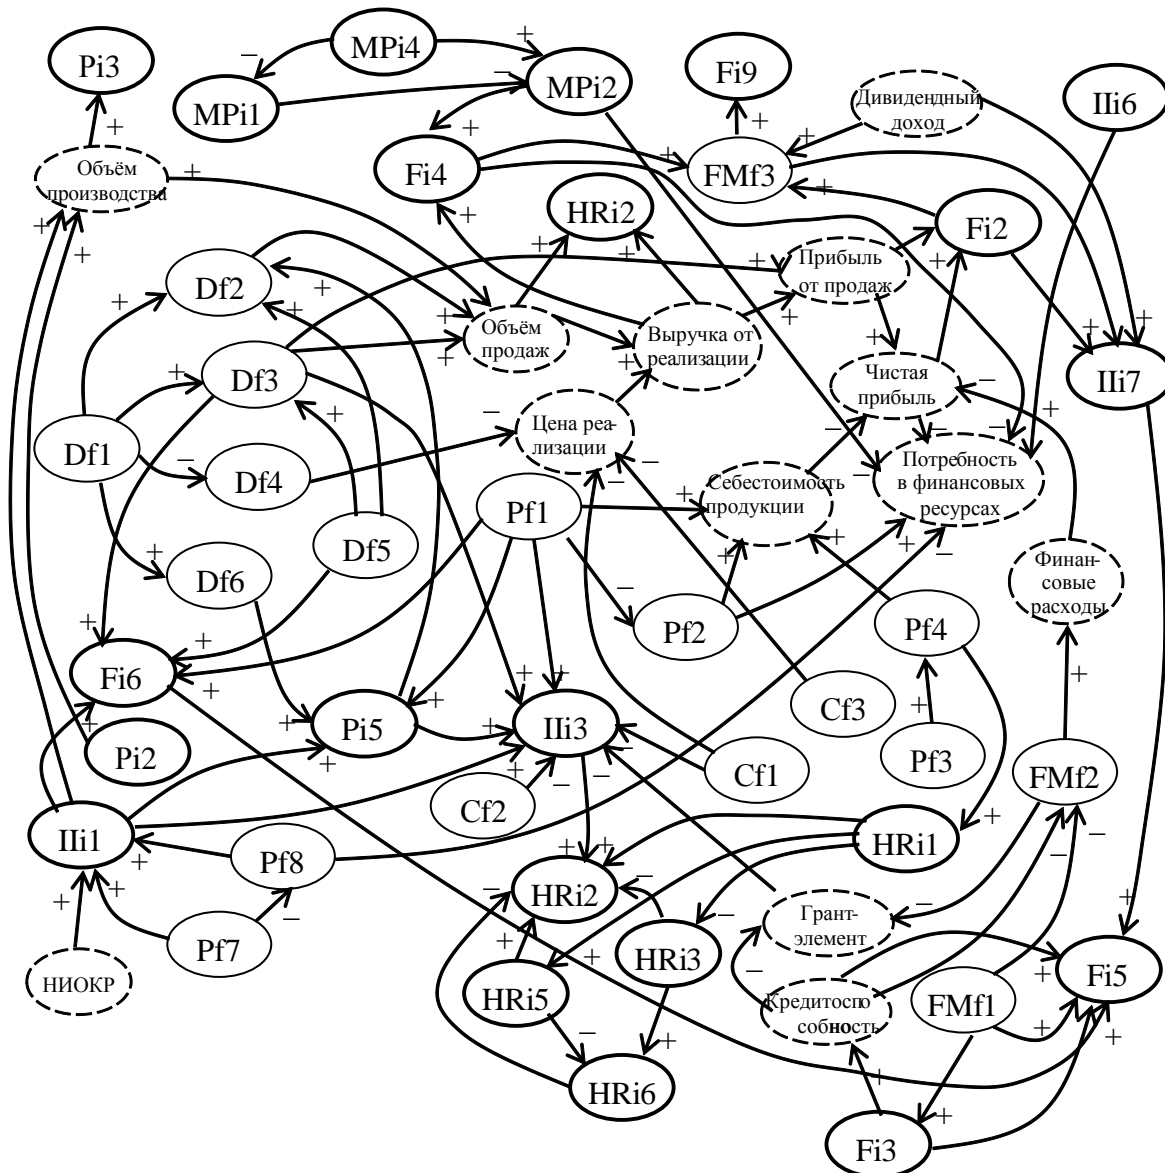 Pi3
MPi4
MPi1
MPi2
Fi9
Дивидендный
доход
IIi6
Объём
производства
Fi4
FMf3
HRi2
Fi2
Df2
Прибыль
от продаж
Объём
продаж
Выручка от
реализации
Df3
Чистая
прибыль
IIi7
Df1
Df4
Цена реа-
лизации
Потребность
в финансовых
ресурсах
Себестоимость
продукции
Pf1
Df5
Df6
Финан-
совые
расходы
Pf2
Pf4
Fi6
Pi5
IIi3
Cf3
Pi2
Pf3
Cf1
FMf2
Cf2
IIi1
Pf8
HRi1
HRi2
Грант-
элемент
Pf7
HRi3
НИОКР
HRi5
Кредитоспо
собность
FMf1
Fi5
HRi6
Fi3